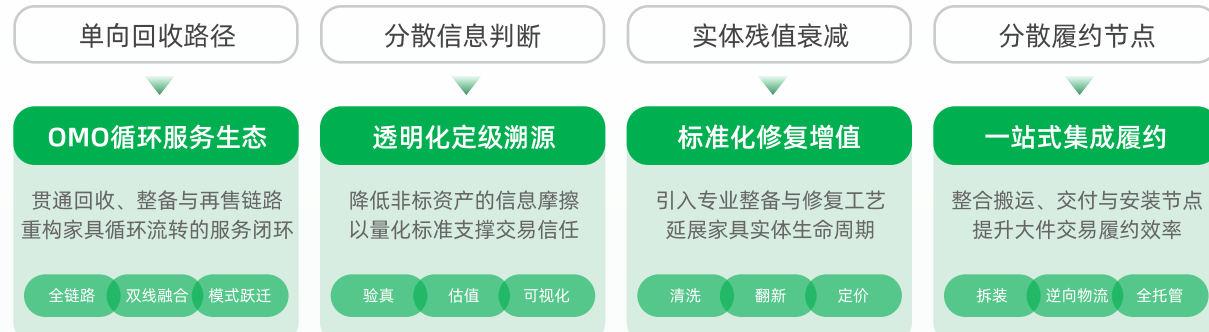 单向回收路径
分散信息判断
实体残值衰减
分散履约节点
OMO循环服务生态
透明化定级溯源
标准化修复增值
一站式集成履约
贯通回收、整备与再售链路
重构家具循环流转的服务闭环
降低非标资产的信息摩擦
以量化标准支撑交易信任
引入专业整备与修复工艺
延展家具实体生命周期
整合搬运、交付与安装节点
提升大件交易履约效率
全链路
双线融合
模式跃迁
验真
估值
可视化
清洗
翻新
定价
拆装
逆向物流
全托管